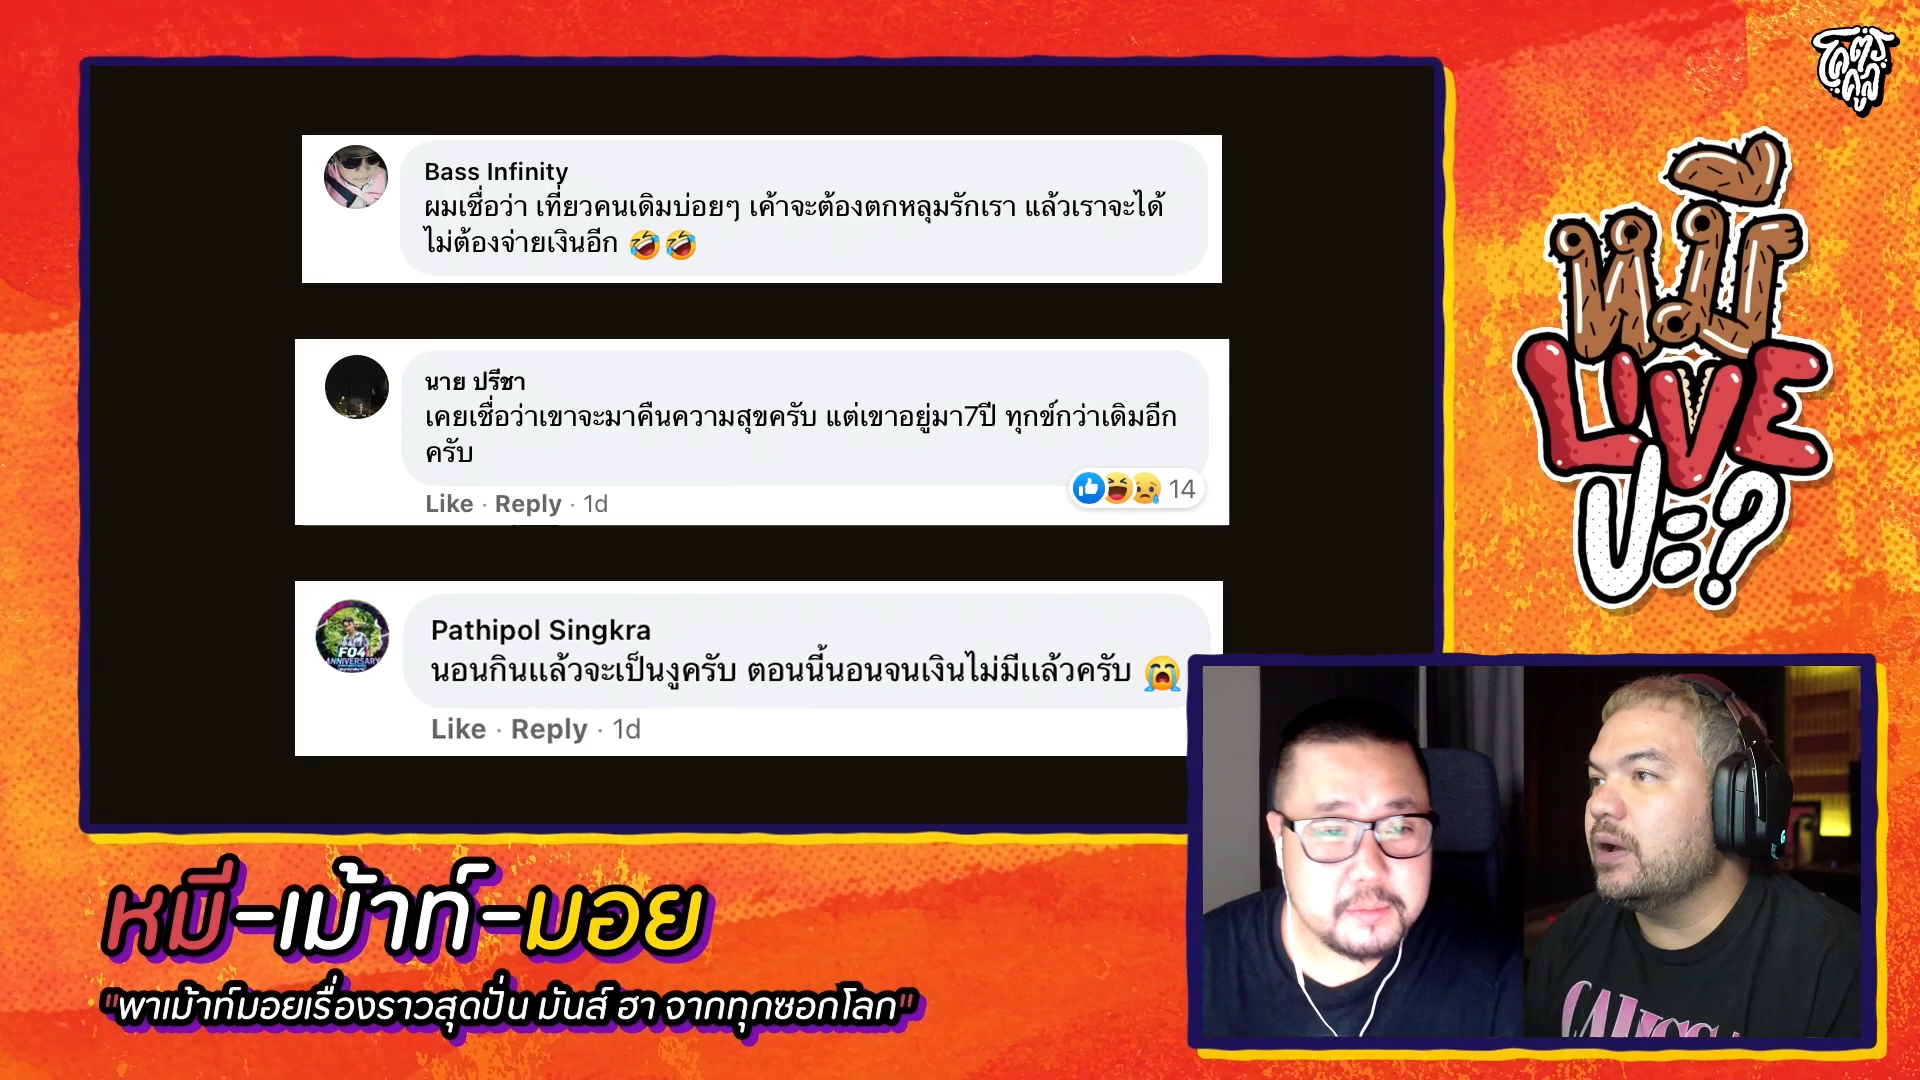 โคตรคูล
Bass Infinity
ผมเชื่อว่า เที่ยวคนเดิมบ่อยๆ เค้าจะต้องตกหลุมรักเรา แล้วเราจะได้
ไม่ต้องจ่ายเงินอีก 🤣🤣
นาย ปรีชา
เคยเชื่อว่าเขาจะมาคืนความสุขครับ แต่เขาอยู่มา7ปี ทุกข์กว่าเดิมอีก
ครับ
Like · Reply · 1d
14
FO4
ANNIVERSARY
Pathipol Singkra
นอนกินแล้วจะเป็นงูครับ ตอนนี้นอนจนเงินไม่มีแล้วครับ 😭
Like · Reply · 1d
หมี
LIVE
ปะ?
หมี-เม้าท์-มอย
"พาเม้าท์มอยเรื่องราวสุดปั่น มันส์ ฮา จากทุกซอกโลก"